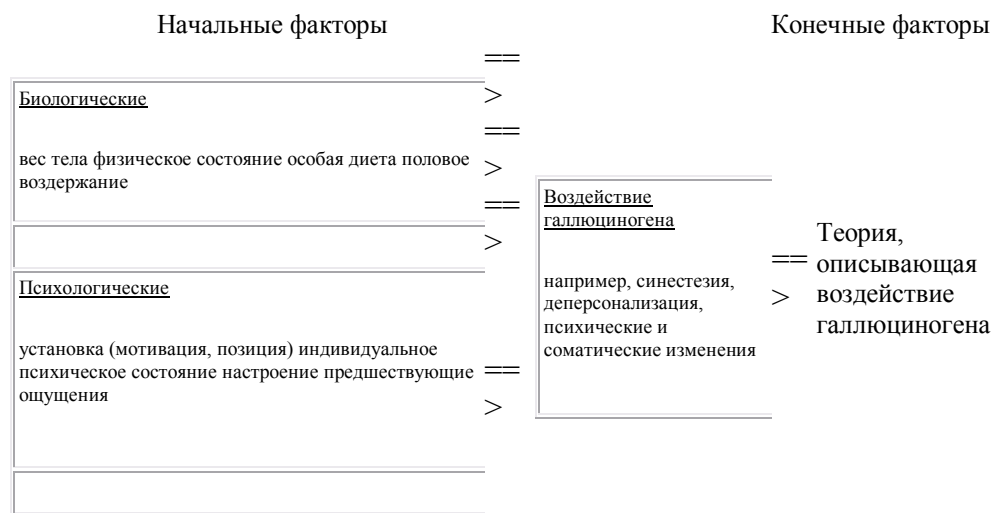 Начальные факторы
Конечные факторы
==
>
==
>
==
>
Биологические
вес тела физическое состояние особая диета половое
воздержание
Психологические
установка (мотивация, позиция) индивидуальное
психическое состояние настроение предшествующие
ощущения
==
>
Воздействие
галлюциногена
например, синестезия,
деперсонализация,
психические и
соматические изменения
==
>
Теория,
описывающая
воздействие
галлюциногена